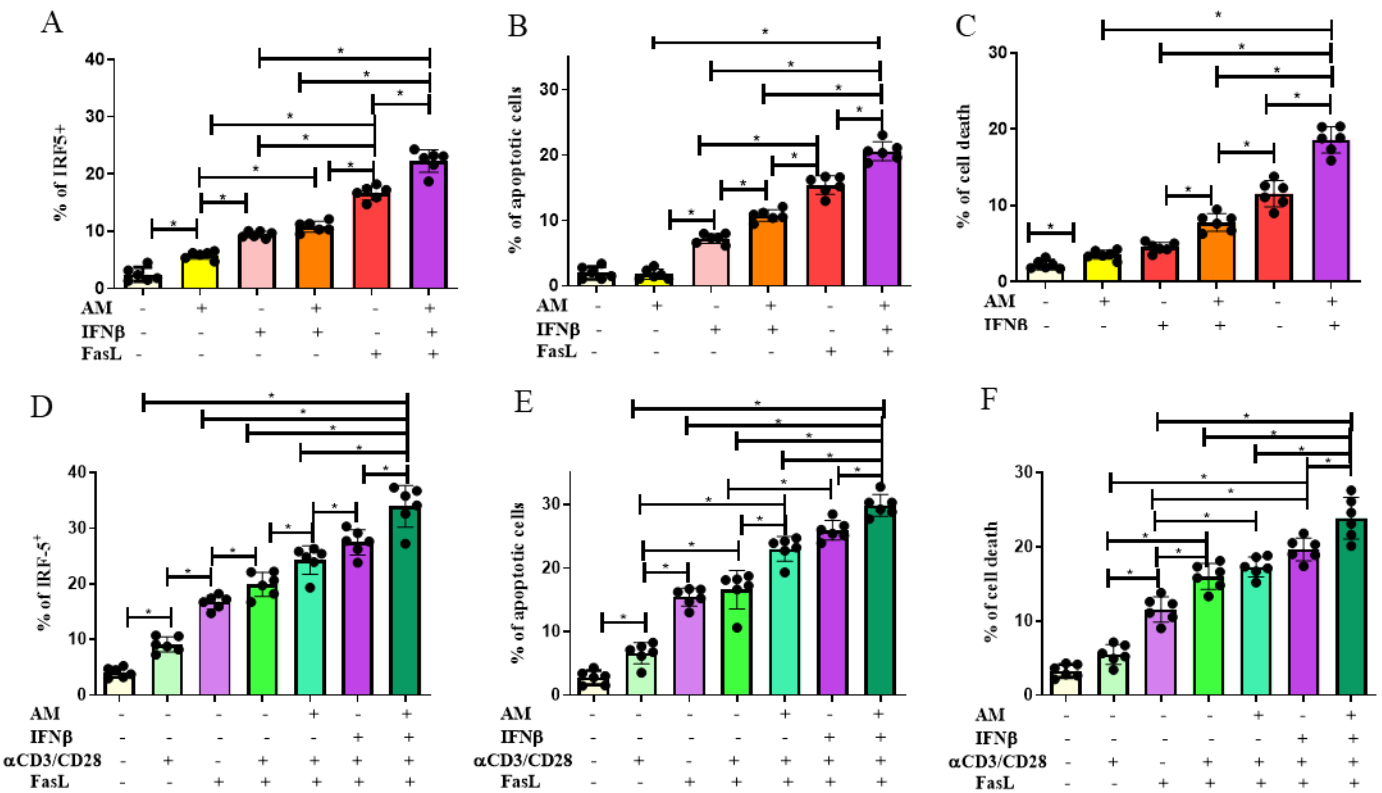 A
% of IRF5+
40
30
20
10
0
* * * * * * * * * *
AM - + - + - +
IFNβ - - + + - +
FasL - - - - + +
B
% of apoptotic cells
30
20
10
0
* * * * * * * * *
AM - + - + - +
IFNβ - - + + - +
FasL - - - - + +
C
% of cell death
30
20
10
0
* * * * * * *
AM - + - + - +
IFNβ - - + + - +
D
% of IRF-5+
40
30
20
10
0
* * * * * * * * * *
AM - - - - + - +
IFNβ - - - - - + +
αCD3/CD28 - + - + + + +
FasL - - + + + + +
E
% of apoptotic cells
30
20
10
0
* * * * * * * * * * *
AM - - - - + - +
IFNβ - - - - - + +
αCD3/CD28 - + - + + + +
FasL - - + + + + +
F
% of cell death
30
20
10
0
* * * * * * * * * *
AM - - - - + - +
IFNβ - - - - - + +
αCD3/CD28 - + - + + + +
FasL - - + + + + +